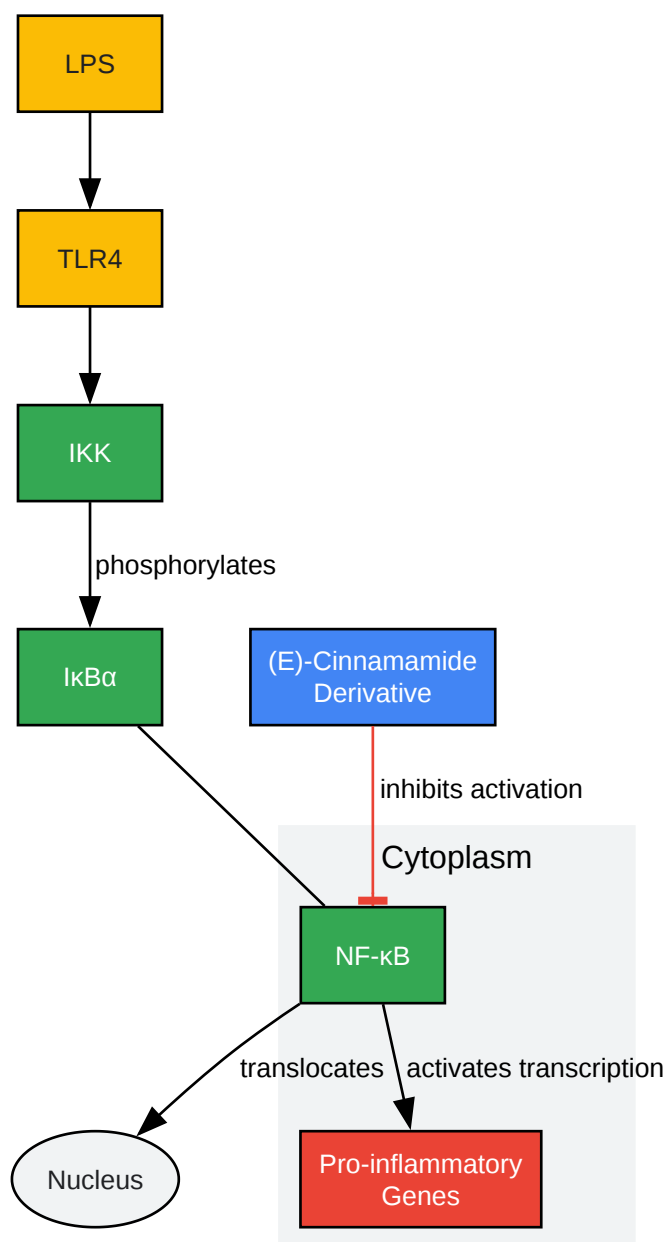 LPS
TLR4
IKK
phosphorylates
IκBα
(E)-Cinnamamide
Derivative
inhibits activation
Cytoplasm
NF-κB
translocates
activates transcription
Nucleus
Pro-inflammatory
Genes